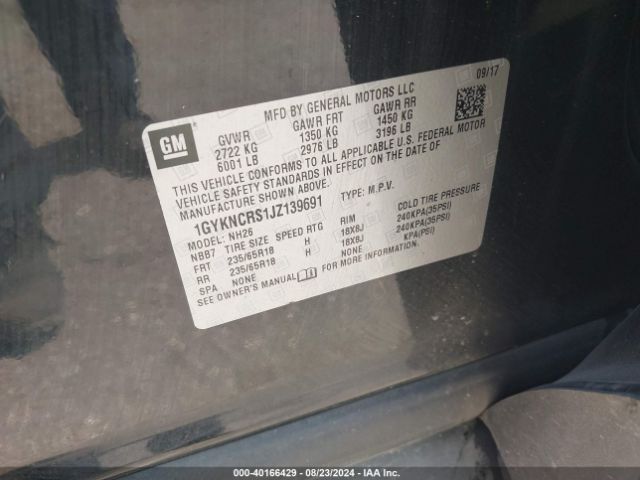 09/17
MFD BY GENERAL MOTORS LLC
GM
GVWR GAWR FRT GAWR RR
2722 KG 1350 KG 1450 KG
6001 LB 2976 LB 3196 LB
THIS VEHICLE CONFORMS TO ALL APPLICABLE U.S. FEDERAL MOTOR
VEHICLE SAFETY STANDARDS IN EFFECT ON THE DATE OF
MANUFACTURE SHOWN ABOVE.
1GYKNCRS1JZ139691 TYPE: M.P.V.
MODEL: NH26
NBB7 TIRE SIZE SPEED RTG RIM COLD TIRE PRESSURE
FRT 235/65R18 H 18X8J 240KPA(35PSI)
RR 235/65R18 H 18X8J 240KPA(35PSI)
SPA NONE NONE KPA(PSI)
SEE OWNER'S MANUAL FOR MORE INFORMATION.
000-40166429 - 08/23/2024 - IAA Inc.